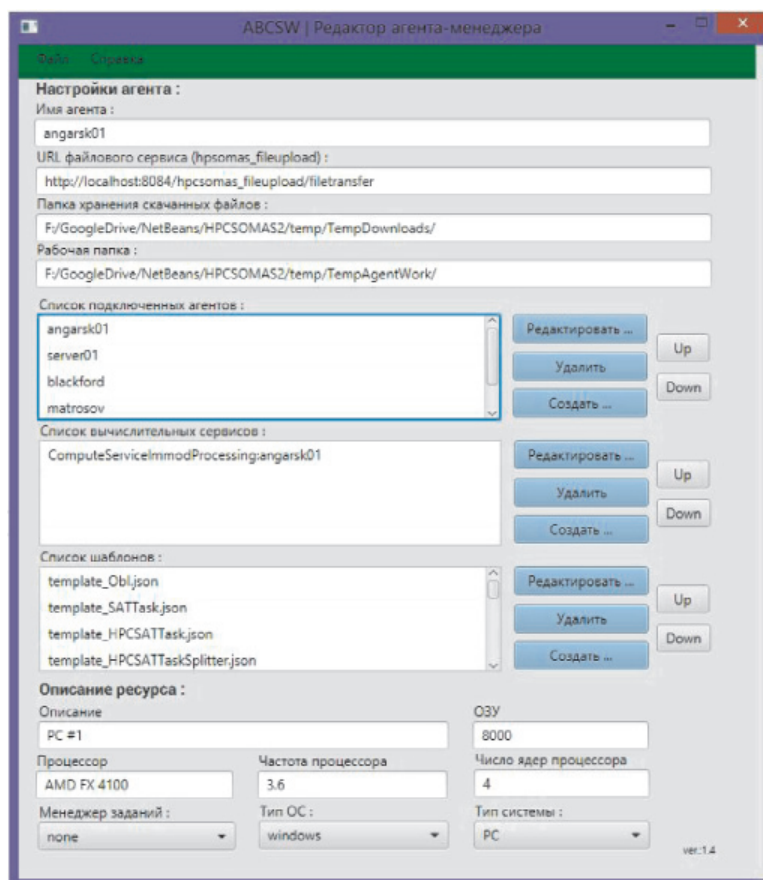 ABCSW | Редактор агента-менеджера
Файл Справка
Настройки агента :
Имя агента :
angarsk01
URL файлового сервиса (hpsomas_fileupload) :
http://localhost:8084/hpcsomas_fileupload/filetransfer
Папка хранения скачанных файлов :
F:/GoogleDrive/NetBeans/HPCSOMAS2/temp/TempDownloads/
Рабочая папка :
F:/GoogleDrive/NetBeans/HPCSOMAS2/temp/TempAgentWork/
Список подключенных агентов :
angarsk01 Редактировать ...
server01 Up
Удалить
blackford Down
matrosov Создать ...
Список вычислительных сервисов :
ComputeServiceImmodProcessing:angarsk01 Редактировать ...
Up
Удалить
Down
Создать ...
Список шаблонов :
template_Obl.json Редактировать ...
template_SATTask.json Up
Удалить
template_HPCSATTask.json Down
template_HPCSATTaskSplitter.json Создать ...
Описание ресурса :
Описание ОЗУ
PC #1 8000
Процессор Частота процессора Число ядер процессора
AMD FX 4100 3.6 4
Менеджер заданий : Тип ОС : Тип системы :
none windows PC
ver.:1.4